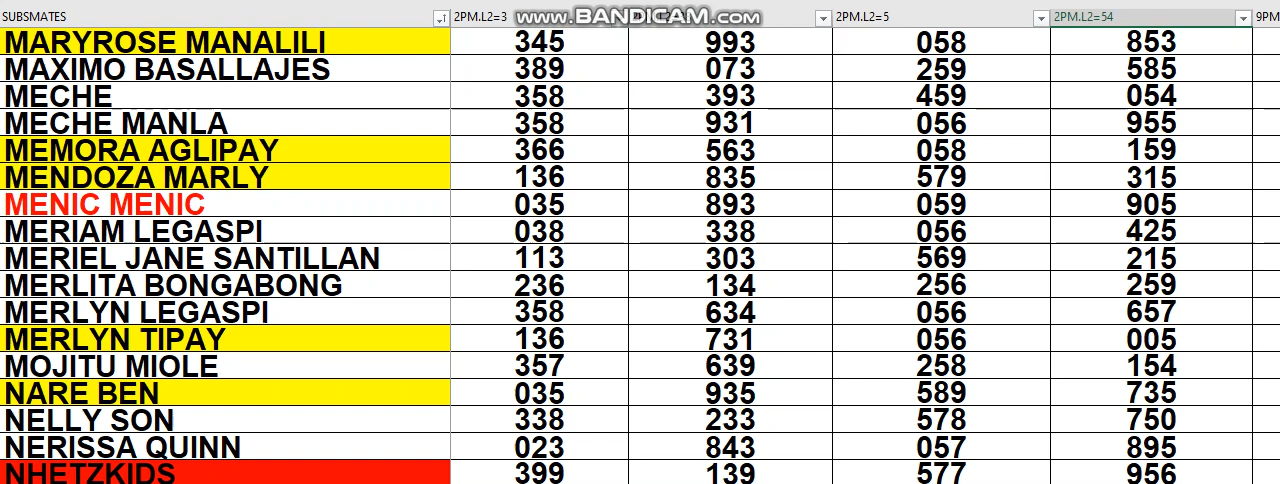 SUBSMATES 2PM.L2=3 www.BANDICAM.com 2PM.L2=5 2PM.L2=54 9PM
MARYROSE MANALILI 345 993 058 853
MAXIMO BASALLAJES 389 073 259 585
MECHE 358 393 459 054
MECHE MANLA 358 931 056 955
MEMORA AGLIPAY 366 563 058 159
MENDOZA MARLY 136 835 579 315
MENIC MENIC 035 893 059 905
MERIAM LEGASPI 038 338 056 425
MERIEL JANE SANTILLAN 113 303 569 215
MERLITA BONGABONG 236 134 256 259
MERLYN LEGASPI 358 634 056 657
MERLYN TIPAY 136 731 056 005
MOJITU MIOLE 357 639 258 154
NARE BEN 035 935 589 735
NELLY SON 338 233 578 750
NERISSA QUINN 023 843 057 895
NHETZKIDS 399 139 577 956